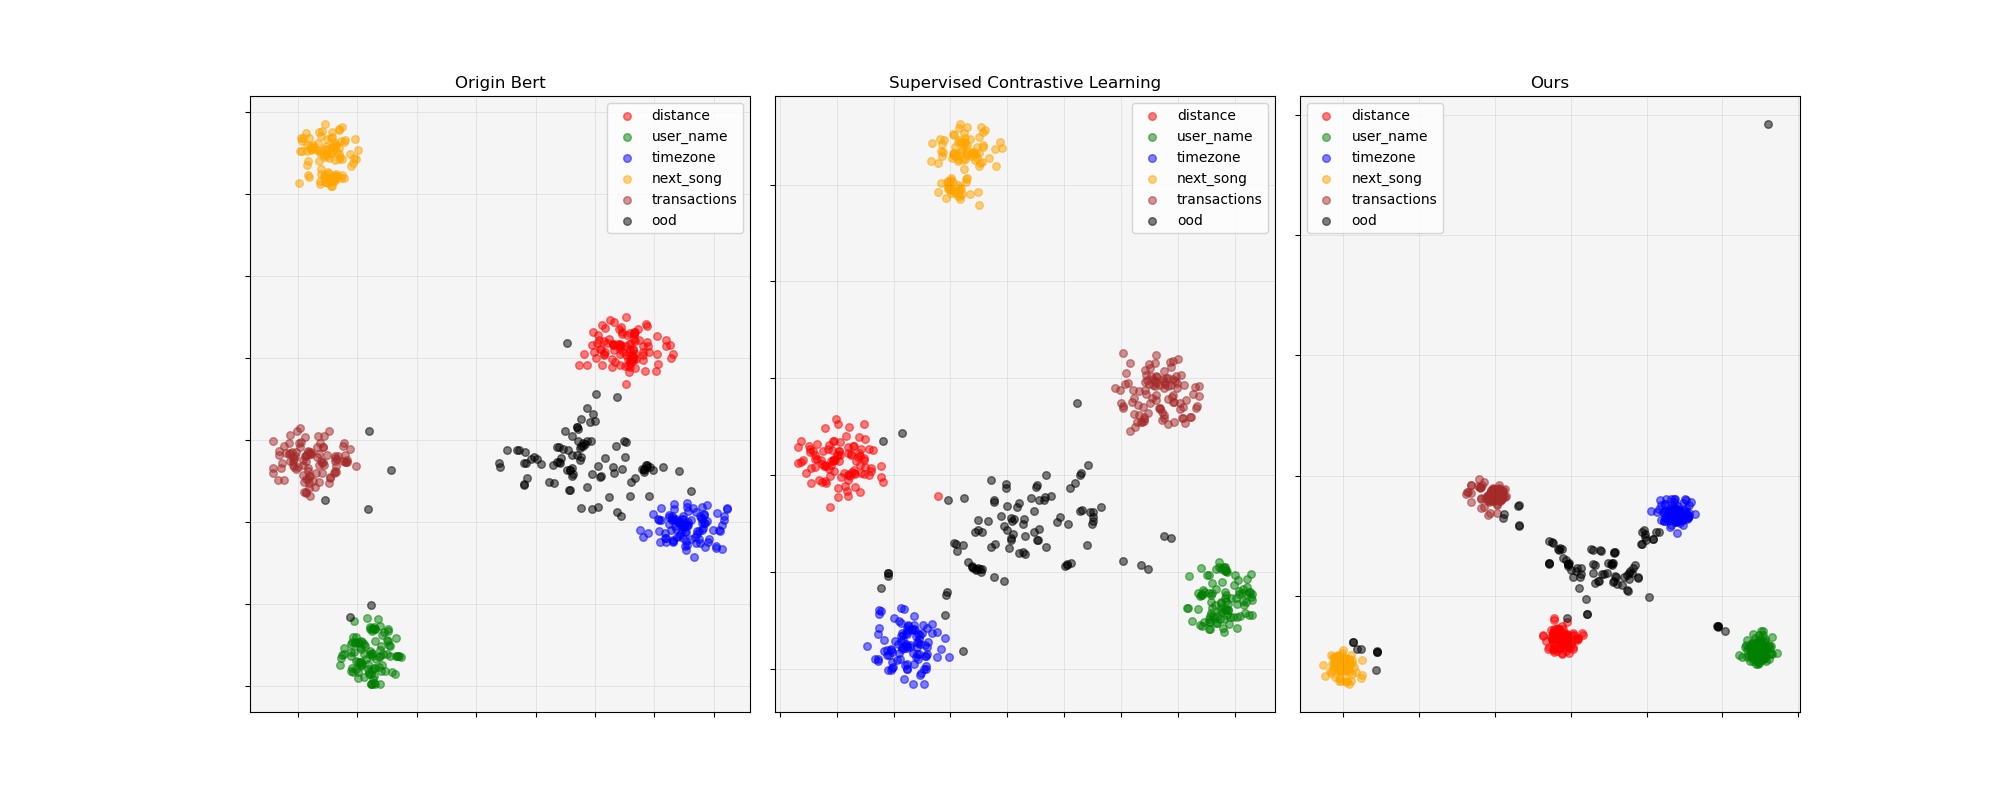 Origin Bert
distance
user_name
timezone
next_song
transactions
ood
Supervised Contrastive Learning
distance
user_name
timezone
next_song
transactions
ood
Ours
distance
user_name
timezone
next_song
transactions
ood